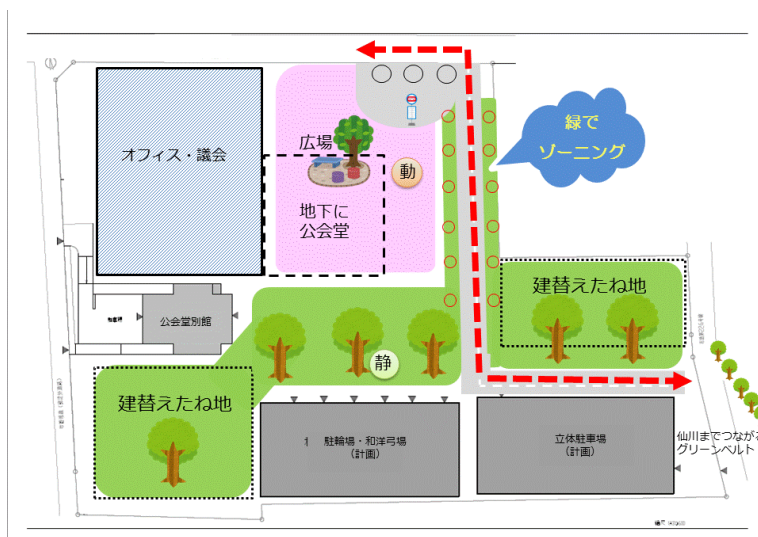 緑で
ゾーニング
オフィス・議会
広場
動
地下に
公会堂
建替えたね地
公会堂別館
静
建替えたね地
1 駐輪場・和洋弓場
(計画)
立体駐車場
(計画)
仙川までつながる
グリーンベルト